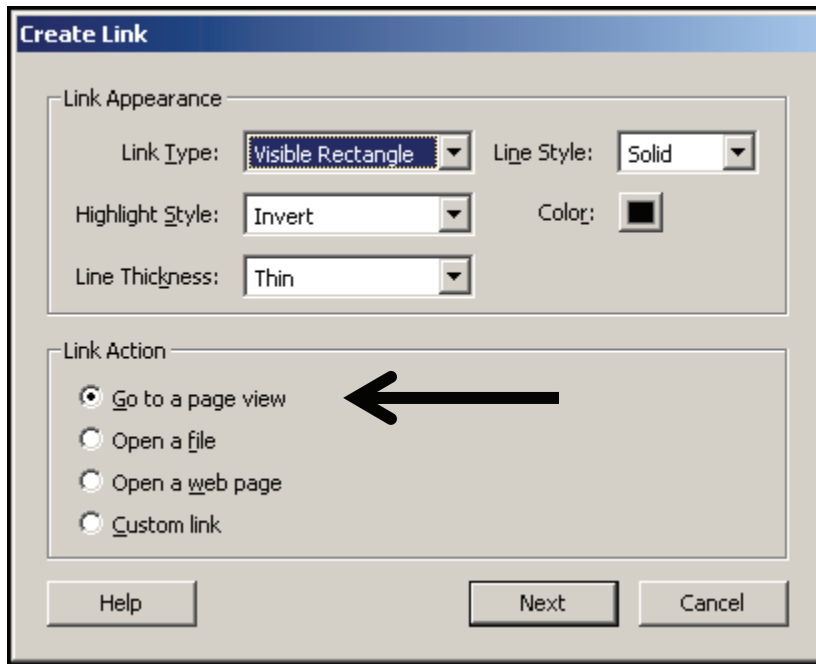 Create Link
Link Appearance
Link Type: Visible Rectangle Line Style: Solid
Highlight Style: Invert Color:
Line Thickness: Thin
Link Action
Go to a page view
Open a file
Open a web page
Custom link
Help Next Cancel